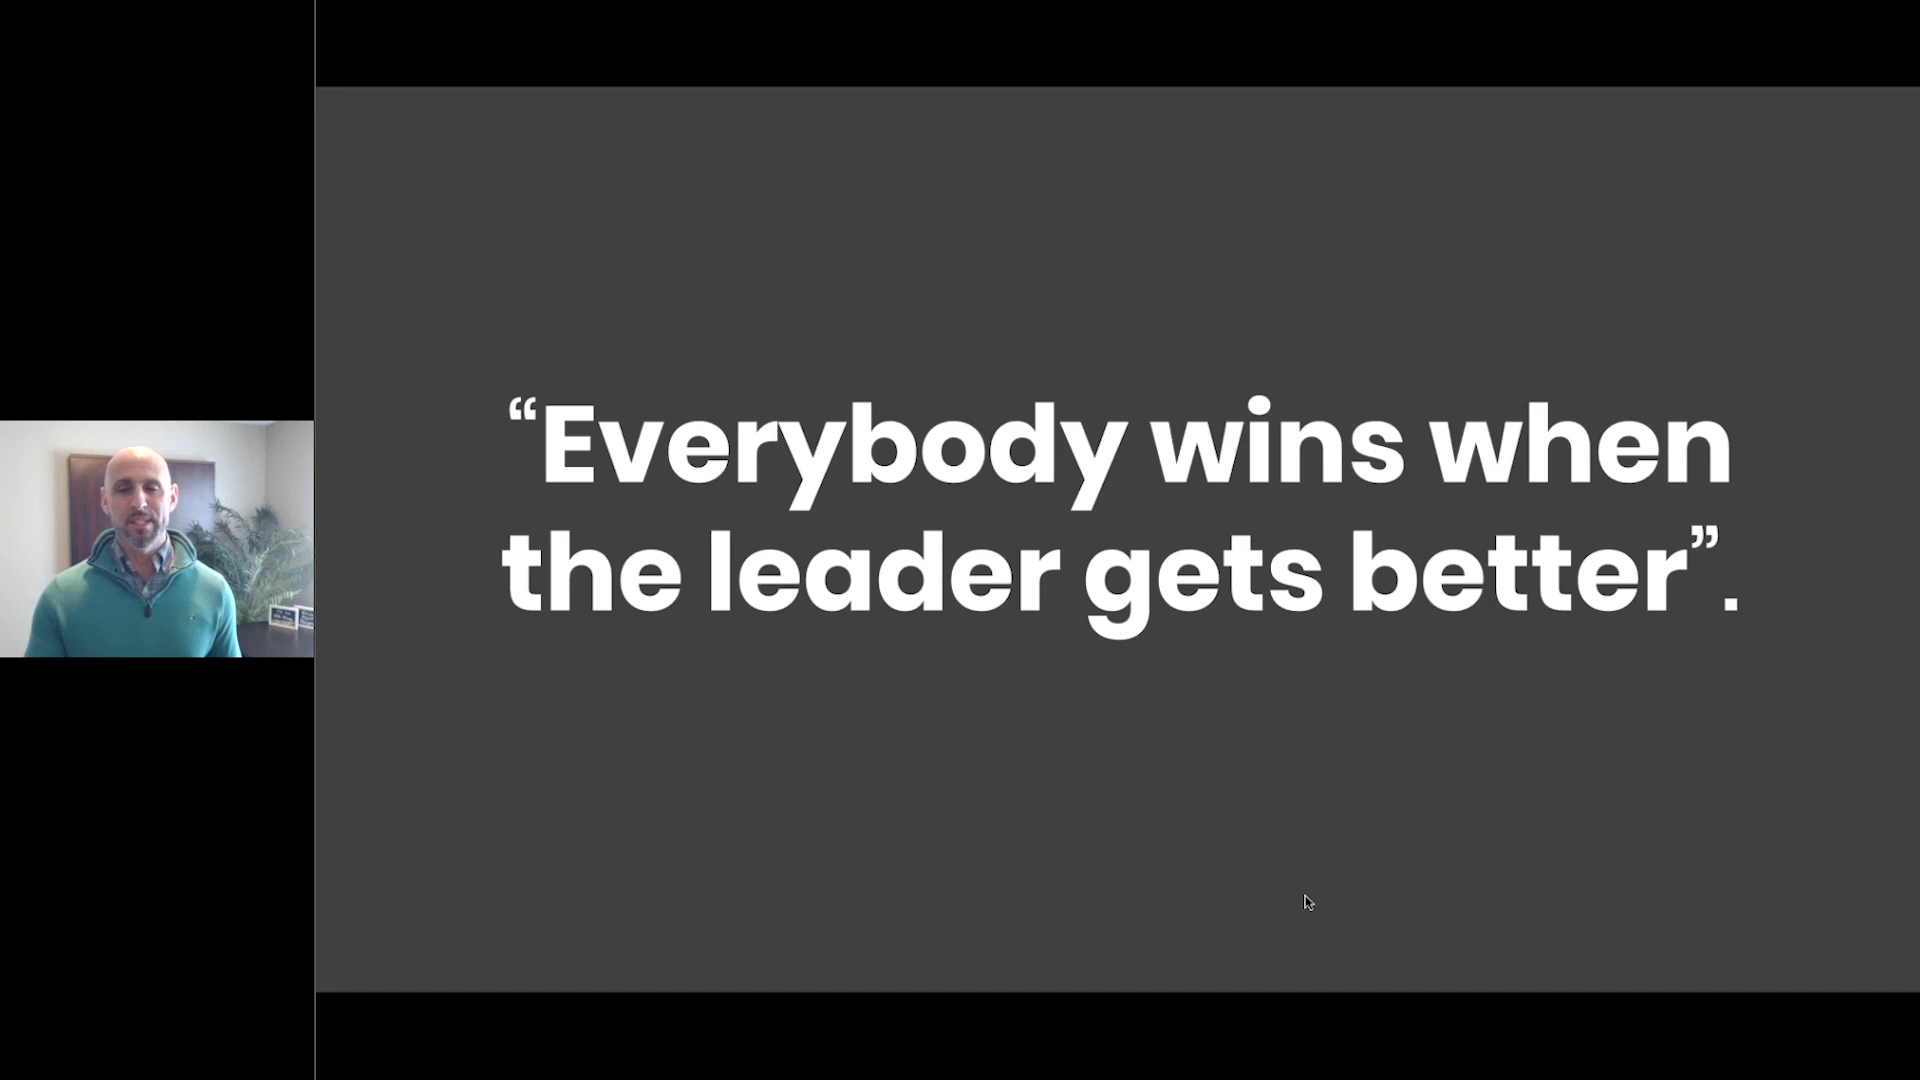 “Everybody wins when
the leader gets better”.